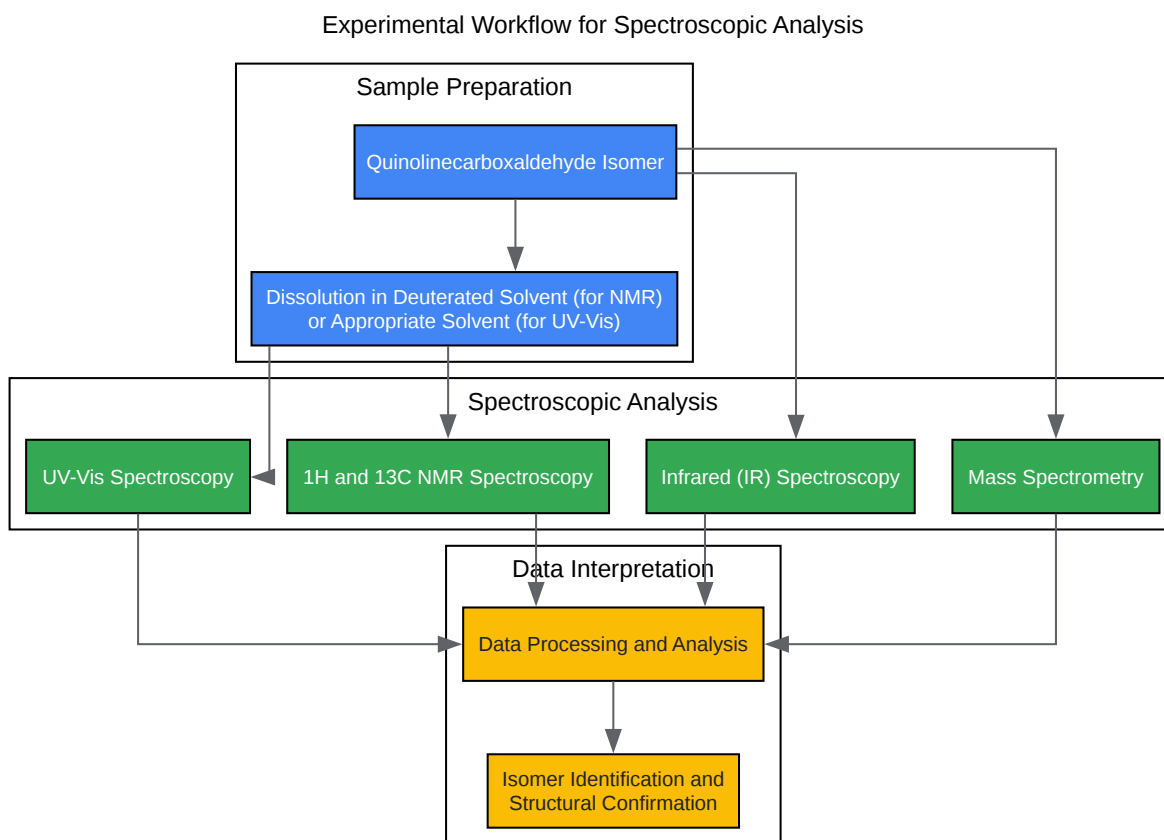 Experimental Workflow for Spectroscopic Analysis
Sample Preparation
Quinolinecarboxaldehyde Isomer
Dissolution in Deuterated Solvent (for NMR)
or Appropriate Solvent (for UV-Vis)
Spectroscopic Analysis
UV-Vis Spectroscopy
1H and 13C NMR Spectroscopy
Infrared (IR) Spectroscopy
Mass Spectrometry
Data Interpretation
Data Processing and Analysis
Isomer Identification and
Structural Confirmation